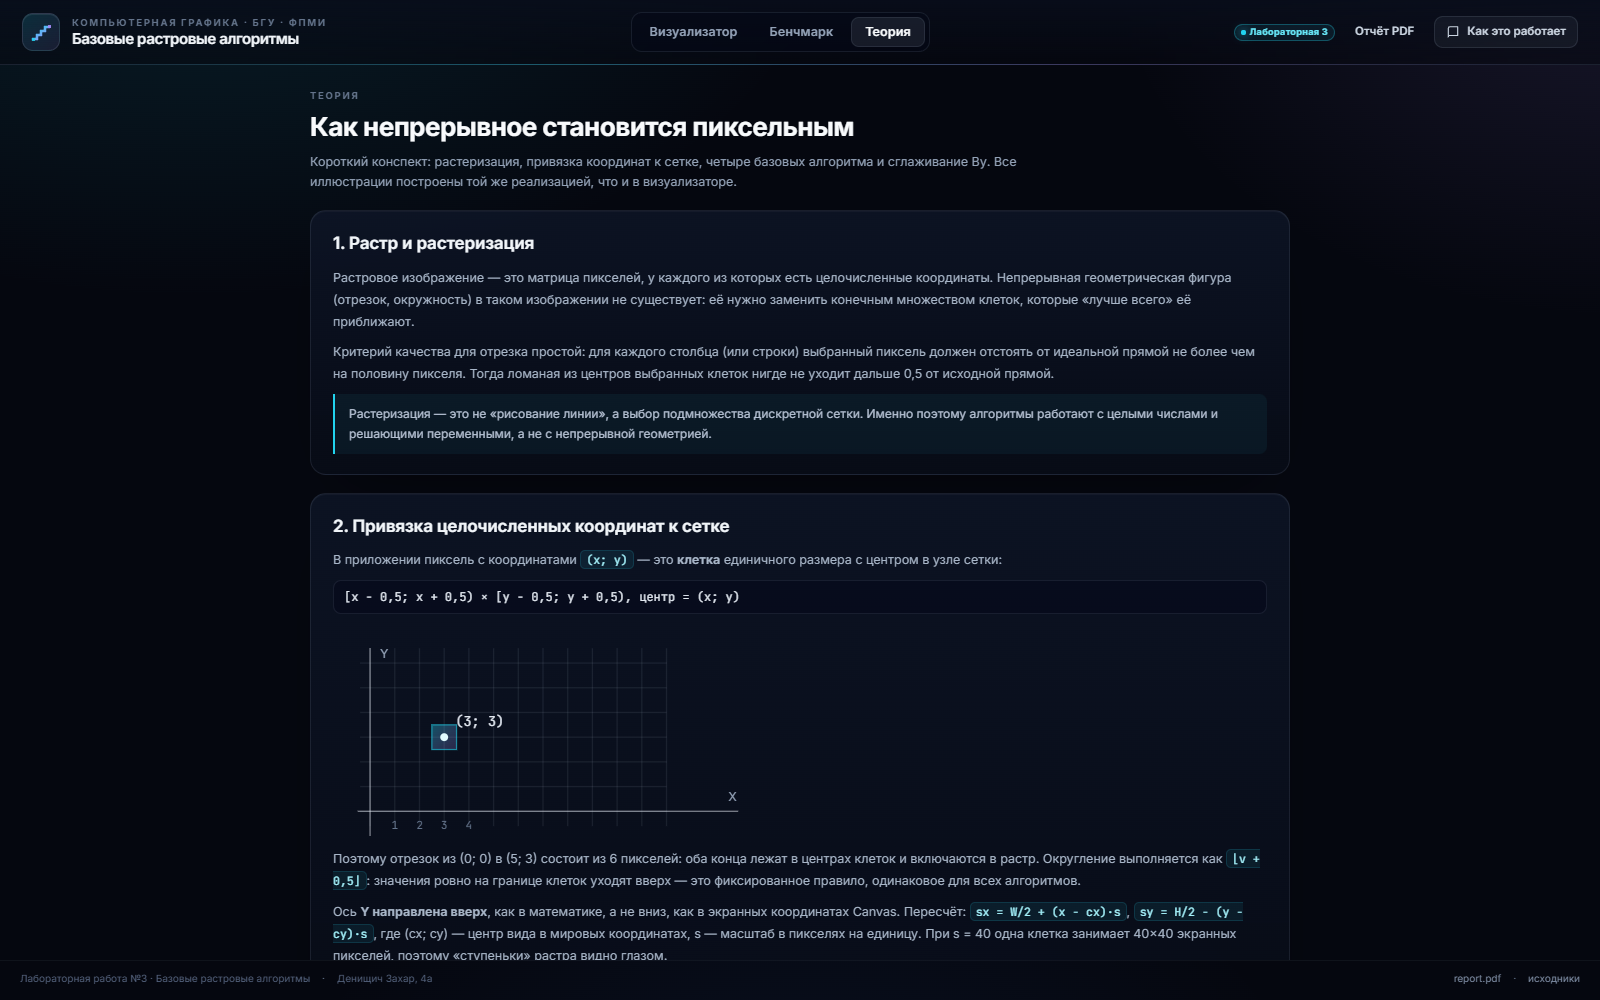 КОМПЬЮТЕРНАЯ ГРАФИКА · БГУ · ФПМИ
Базовые растровые алгоритмы
Визуализатор
Бенчмарк
Теория
Лабораторная 3
Отчёт PDF
Как это работает
ТЕОРИЯ
Как непрерывное становится пиксельным
Короткий конспект: растеризация, привязка координат к сетке, четыре базовых алгоритма и сглаживание Ву. Все
иллюстрации построены той же реализацией, что и в визуализаторе.
1. Растр и растеризация
Растровое изображение — это матрица пикселей, у каждого из которых есть целочисленные координаты. Непрерывная геометрическая фигура
(отрезок, окружность) в таком изображении не существует: её нужно заменить конечным множеством клеток, которые «лучше всего» её
приближают.
Критерий качества для отрезка простой: для каждого столбца (или строки) выбранный пиксель должен отстоять от идеальной прямой не более чем
на половину пикселя. Тогда ломаная из центров выбранных клеток нигде не уходит дальше 0,5 от исходной прямой.
Растеризация — это не «рисование линии», а выбор подмножества дискретной сетки. Именно поэтому алгоритмы работают с целыми числами и
решающими переменными, а не с непрерывной геометрией.
2. Привязка целочисленных координат к сетке
В приложении пиксель с координатами (x; y) — это клетка единичного размера с центром в узле сетки:
[x - 0,5; x + 0,5) × [y - 0,5; y + 0,5), центр = (x; y)
Y
(3; 3)
X
1 2 3 4
Поэтому отрезок из (0; 0) в (5; 3) состоит из 6 пикселей: оба конца лежат в центрах клеток и включаются в растр. Округление выполняется как ⌊v +
0,5⌋: значения ровно на границе клеток уходят вверх — это фиксированное правило, одинаковое для всех алгоритмов.
Ось Y направлена вверх, как в математике, а не вниз, как в экранных координатах Canvas. Пересчёт: sx = W/2 + (x - cx)·s, sy = H/2 - (y -
cy)·s, где (cx; cy) — центр вида в мировых координатах, s — масштаб в пикселях на единицу. При s = 40 одна клетка занимает 40×40 экранных
пикселей, поэтому «ступеньки» растра видно глазом.
Лабораторная работа №3 · Базовые растровые алгоритмы · Денищич Захар, 4а
report.pdf · исходники